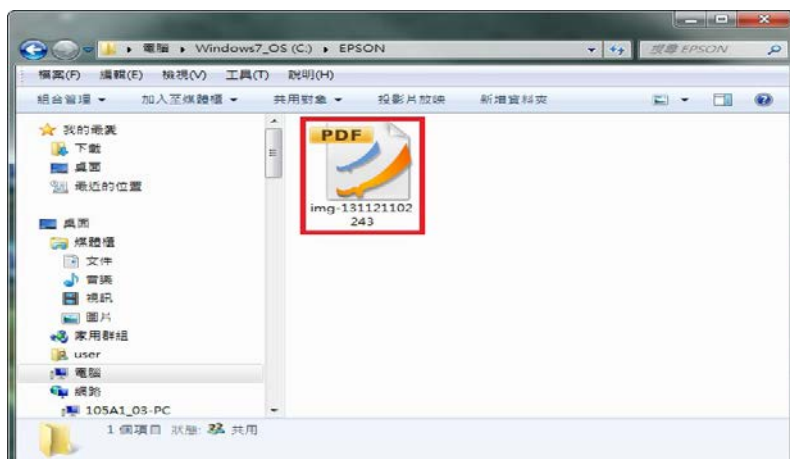 電腦 ▸ Windows7_OS (C:) ▸ EPSON
搜尋 EPSON
檔案(F) 編輯(E) 檢視(V) 工具(T) 說明(H)
組合管理 加入至媒體櫃 共用對象 投影片放映 新增資料夾
我的最愛
下載
桌面
最近的位置
桌面
媒體櫃
文件
音樂
視訊
圖片
家用群組
user
電腦
網路
105A1_03-PC
PDF
img-131121102
243
1 個項目 狀態: 共用